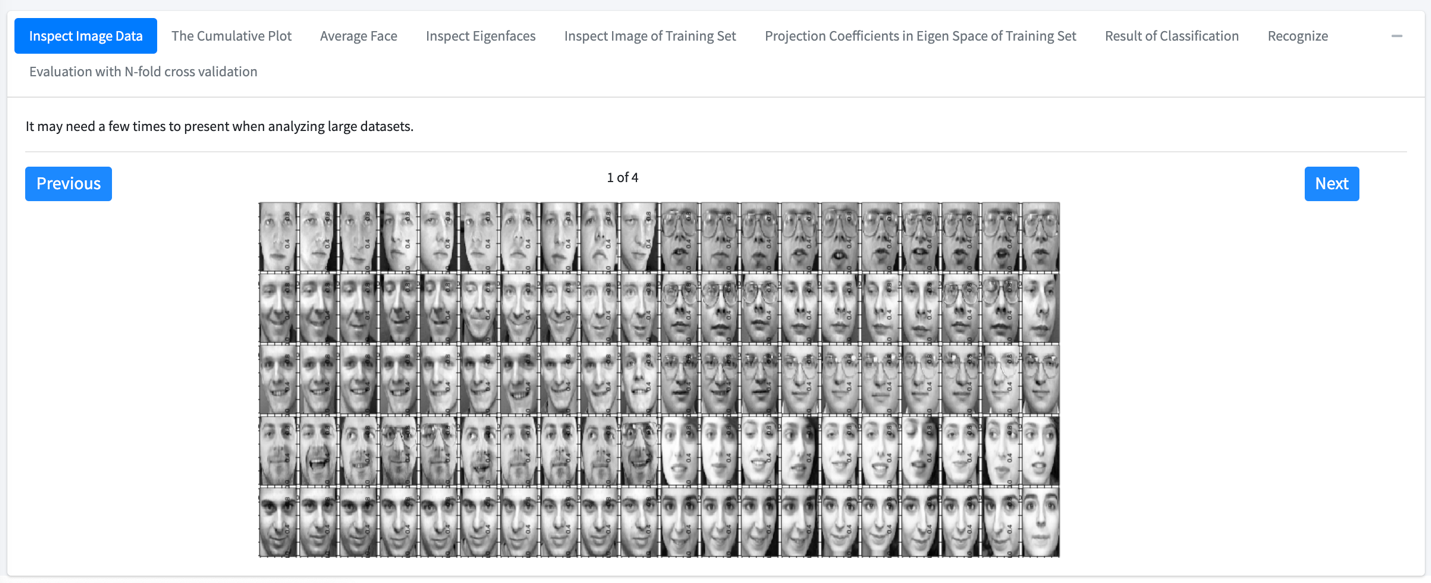 Inspect Image Data The Cumulative Plot Average Face Inspect Eigenfaces Inspect Image of Training Set Projection Coefficients in Eigen Space of Training Set Result of Classification Recognize
Evaluation with N-fold cross validation
It may need a few times to present when analyzing large datasets.
Previous 1 of 4 Next